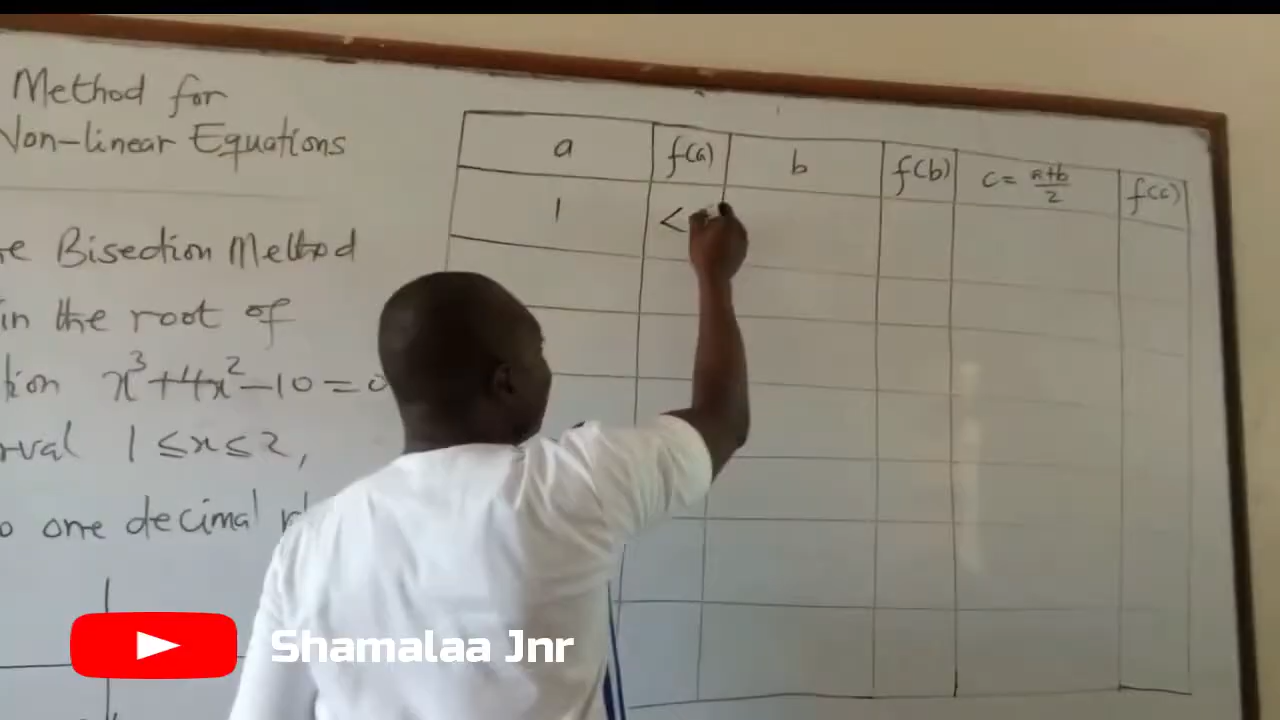 Method for
Non-linear Equations
Bisection Method
in the root of
x³+4x²-10=0
1≤x≤2,
one decimal
a f(a) b f(b) c= a+b/2 f(c)
1 <
Shamalaa Jnr